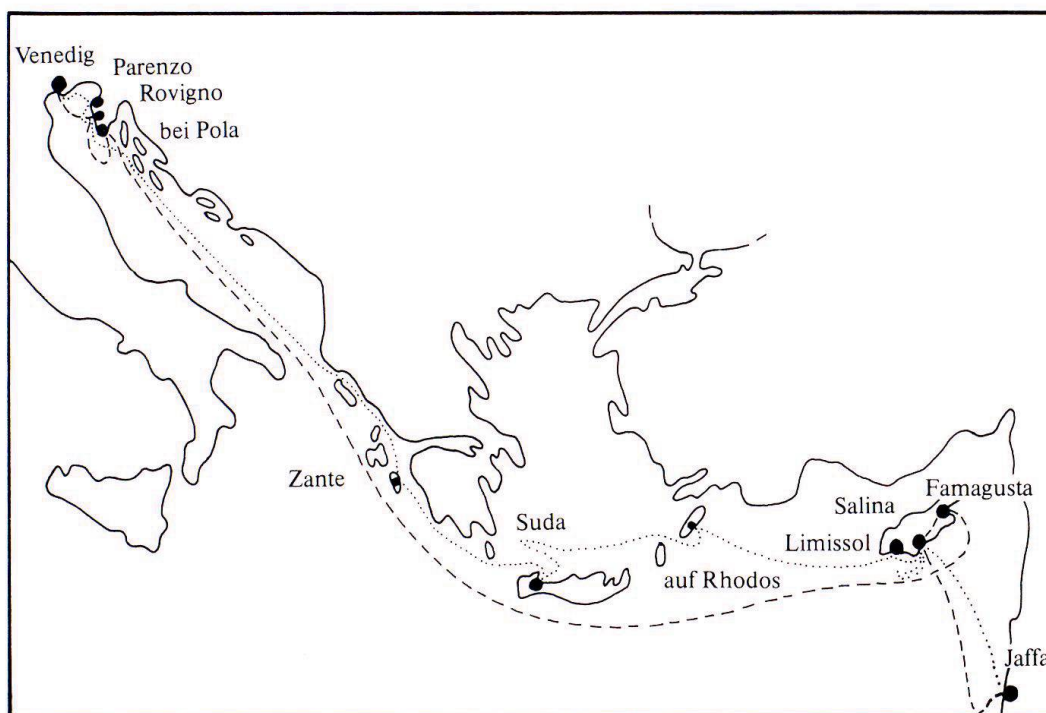 Venedig
Parenzo
Rovigno
bei Pola
Zante
Suda
auf Rhodos
Salina
Famagusta
Limissol
Jaffa